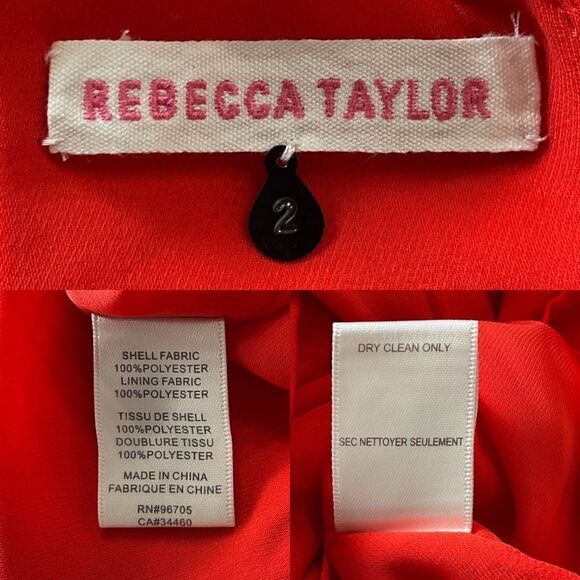 REBECCA TAYLOR
2
SHELL FABRIC
100%POLYESTER
LINING FABRIC
100%POLYESTER
TISSU DE SHELL
100%POLYESTER
DOUBLURE TISSU
100%POLYESTER
MADE IN CHINA
FABRIQUE EN CHINE
RN#96705
CA#34460
DRY CLEAN ONLY
SEC NETTOYER SEULEMENT